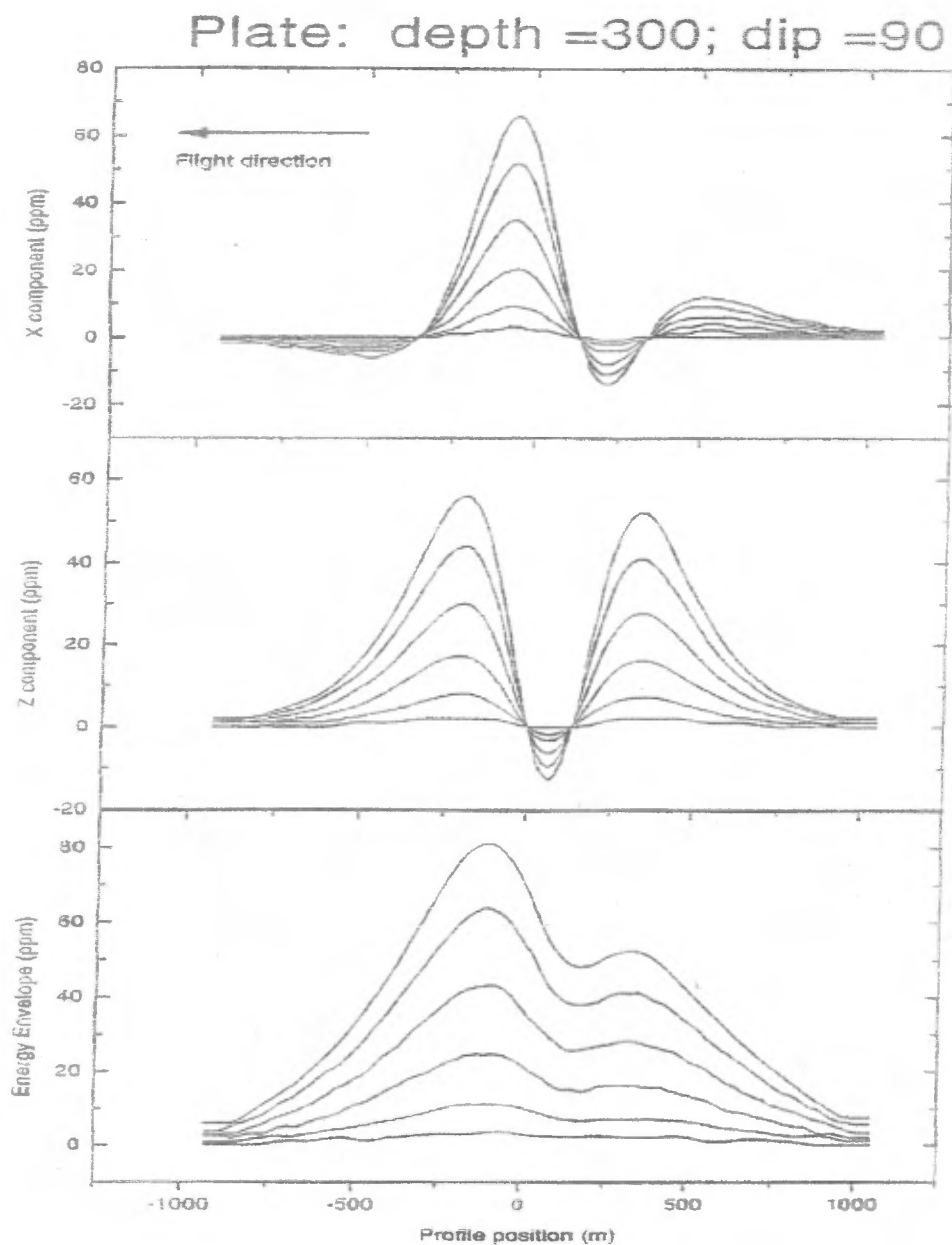 Plate: depth =300; dip =90
80
60
40
20
0
-20
X component (ppm)
Flight direction
60
40
20
0
-20
Z component (ppm)
80
60
40
20
0
Energy Envelope (ppm)
-1000 -500 0 500 1000
Profile position (m)